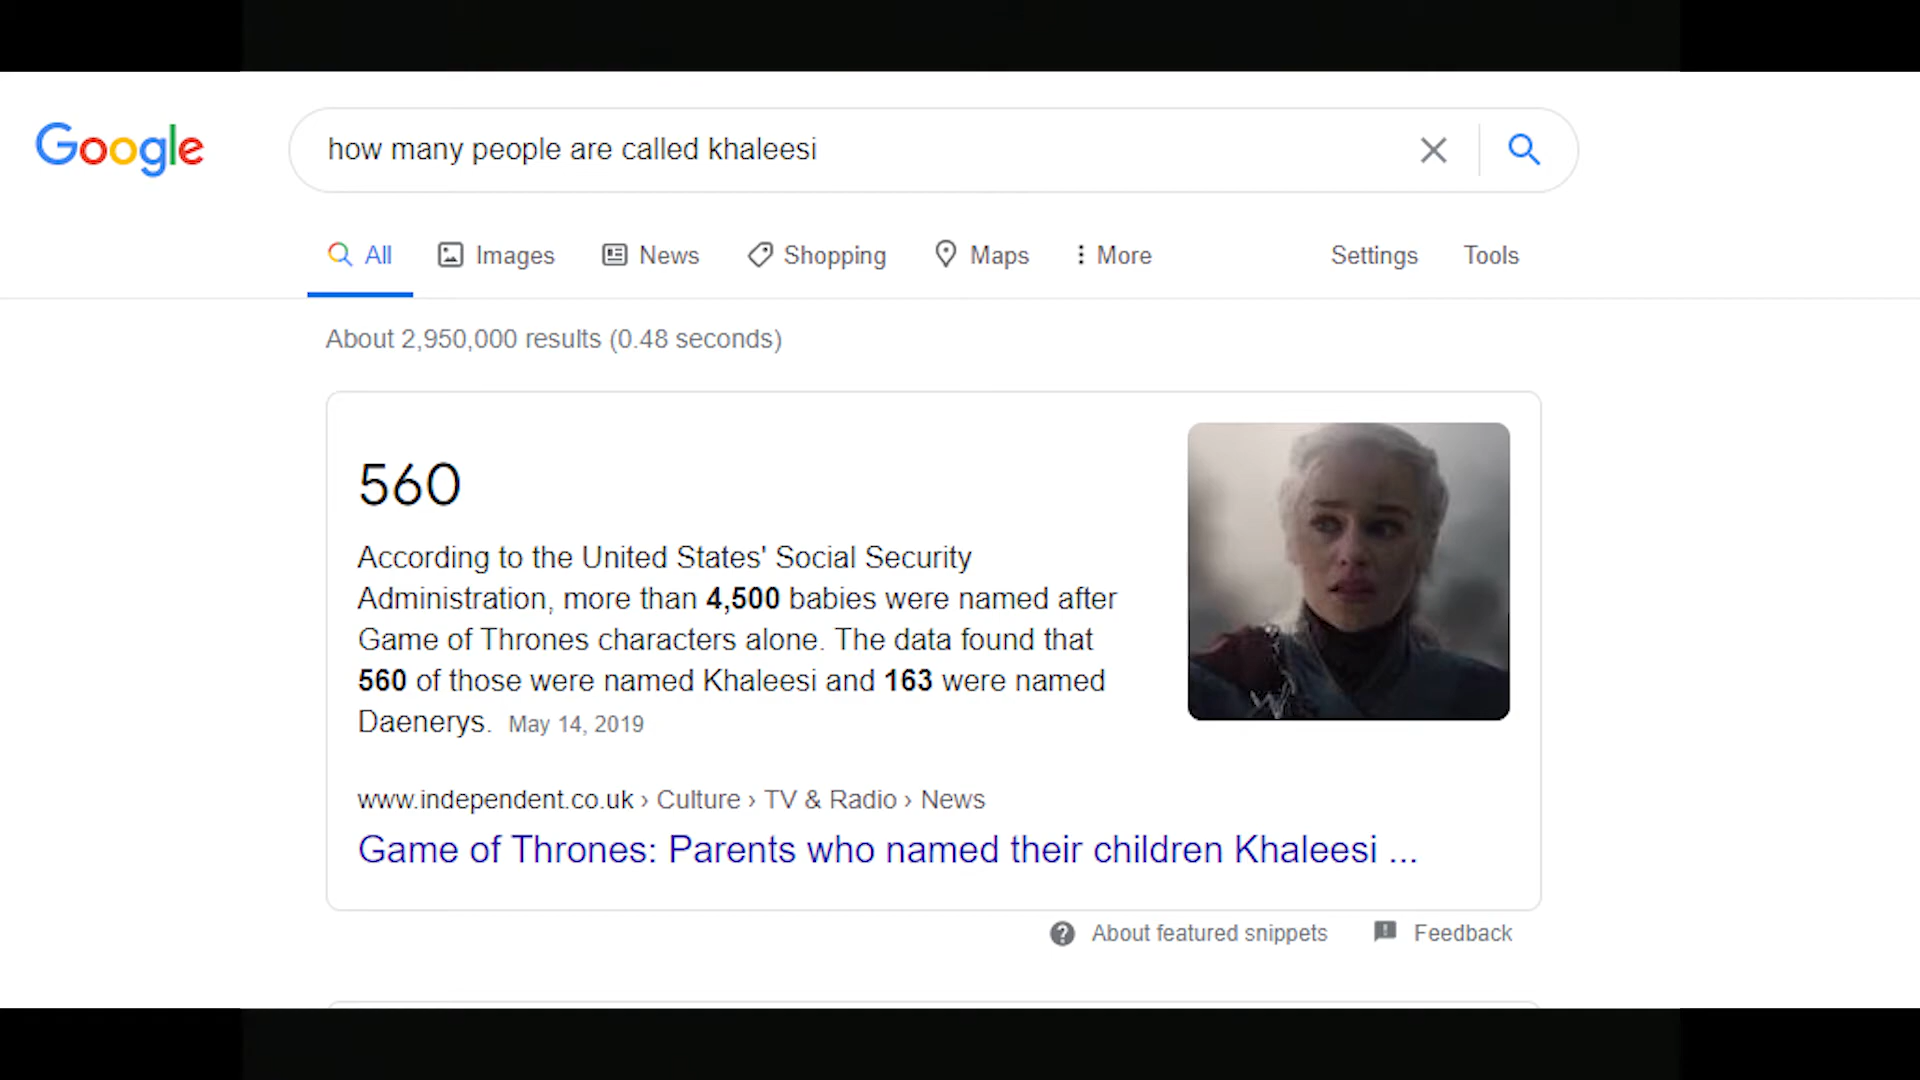 Google
how many people are called khaleesi
All Images News Shopping Maps More Settings Tools
About 2,950,000 results (0.48 seconds)
560
According to the United States' Social Security
Administration, more than 4,500 babies were named after
Game of Thrones characters alone. The data found that
560 of those were named Khaleesi and 163 were named
Daenerys. May 14, 2019
www.independent.co.uk › Culture › TV & Radio › News
Game of Thrones: Parents who named their children Khaleesi ...
About featured snippets Feedback